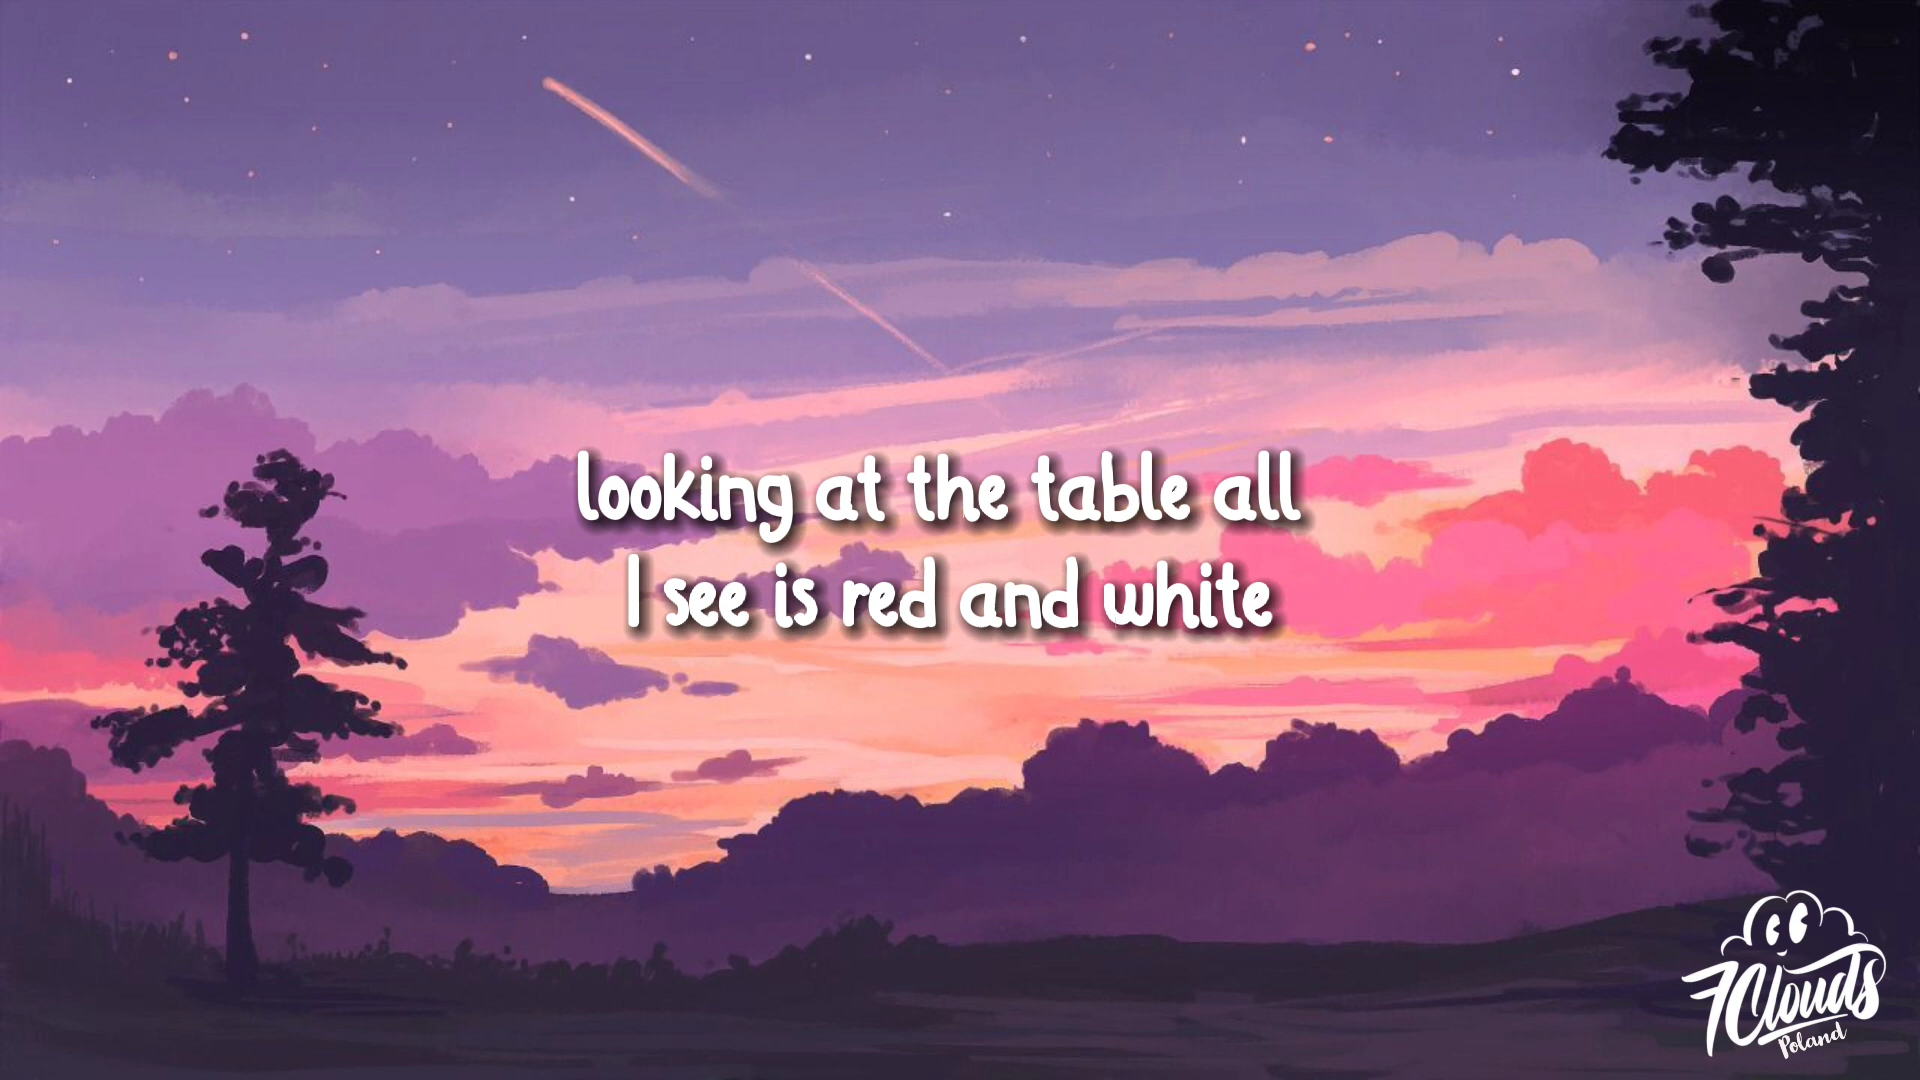 looking at the table all
I see is red and white
7Clouds
Poland